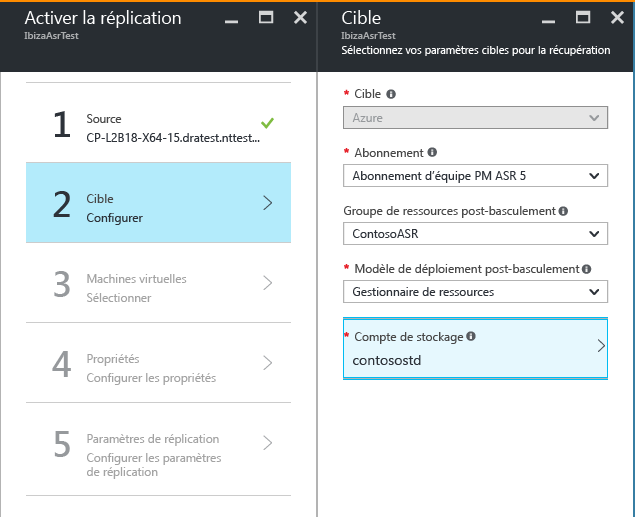 Activer la réplication
IbizaAsrTest
1
Source
CP-L2B18-X64-15.dratest.nttest...
2
Cible
Configurer
3
Machines virtuelles
Sélectionner
4
Propriétés
Configurer les propriétés
5
Paramètres de réplication
Configurer les paramètres
de réplication
Cible
IbizaAsrTest
Sélectionnez vos paramètres cibles pour la récupération
* Cible
Azure
* Abonnement
Abonnement d'équipe PM ASR 5
Groupe de ressources post-basculement
ContosoASR
* Modèle de déploiement post-basculement
Gestionnaire de ressources
* Compte de stockage
contosostd